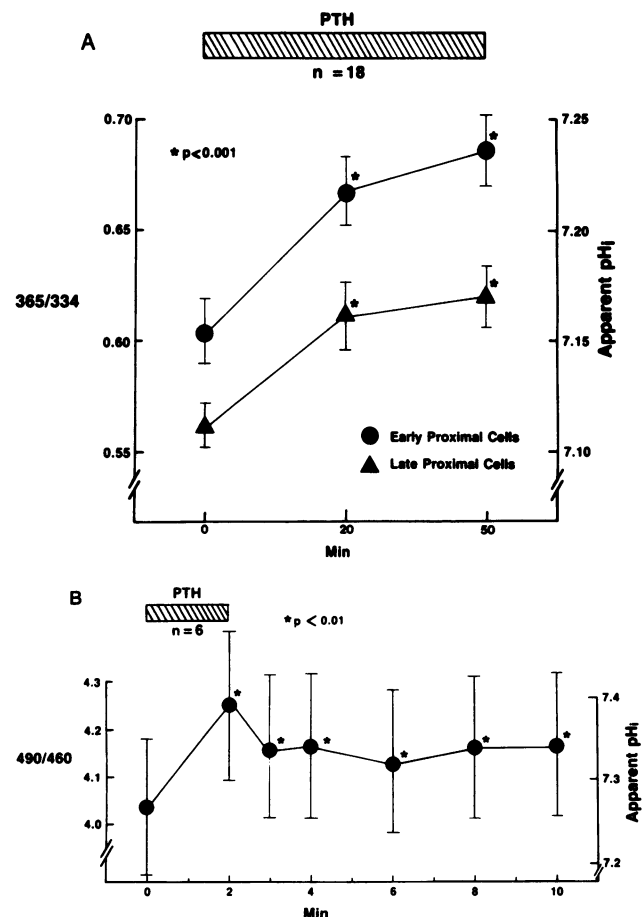 PTH
A
n = 18
0.70
7.25
* p<0.001
*
*
0.65
7.20
365/334
Apparent pHi
*
*
0.60
7.15
Early Proximal Cells
Late Proximal Cells
0.55
7.10
0
20
50
Min
B
PTH
n = 6
* p < 0.01
4.3
7.4
*
4.2
490/460
Apparent pHi
*
*
*
*
*
7.3
4.1
4.0
7.2
0
2
4
6
8
10
Min